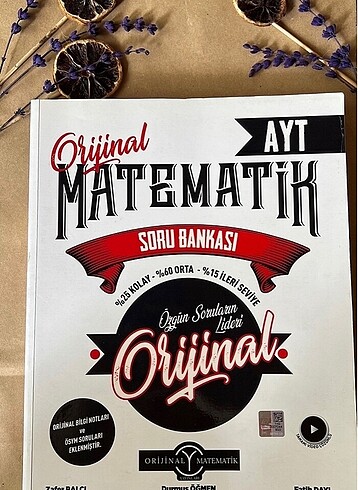 Orijinal
AYT
MATEMATİK
SORU BANKASI
%25 KOLAY - %60 ORTA - %15 İLERİ SEVİYE
Özgün Soruların
Lideri
Orijinal
ORİJİNAL BİLGİ NOTLARI
ve
ÖSYM SORULARI
EKLENMİŞTİR.
ORİJİNAL MATEMATİK
YAYINLARI
Zafer BALCI
Durmuş ÖĞMEN
Fatih DAYI